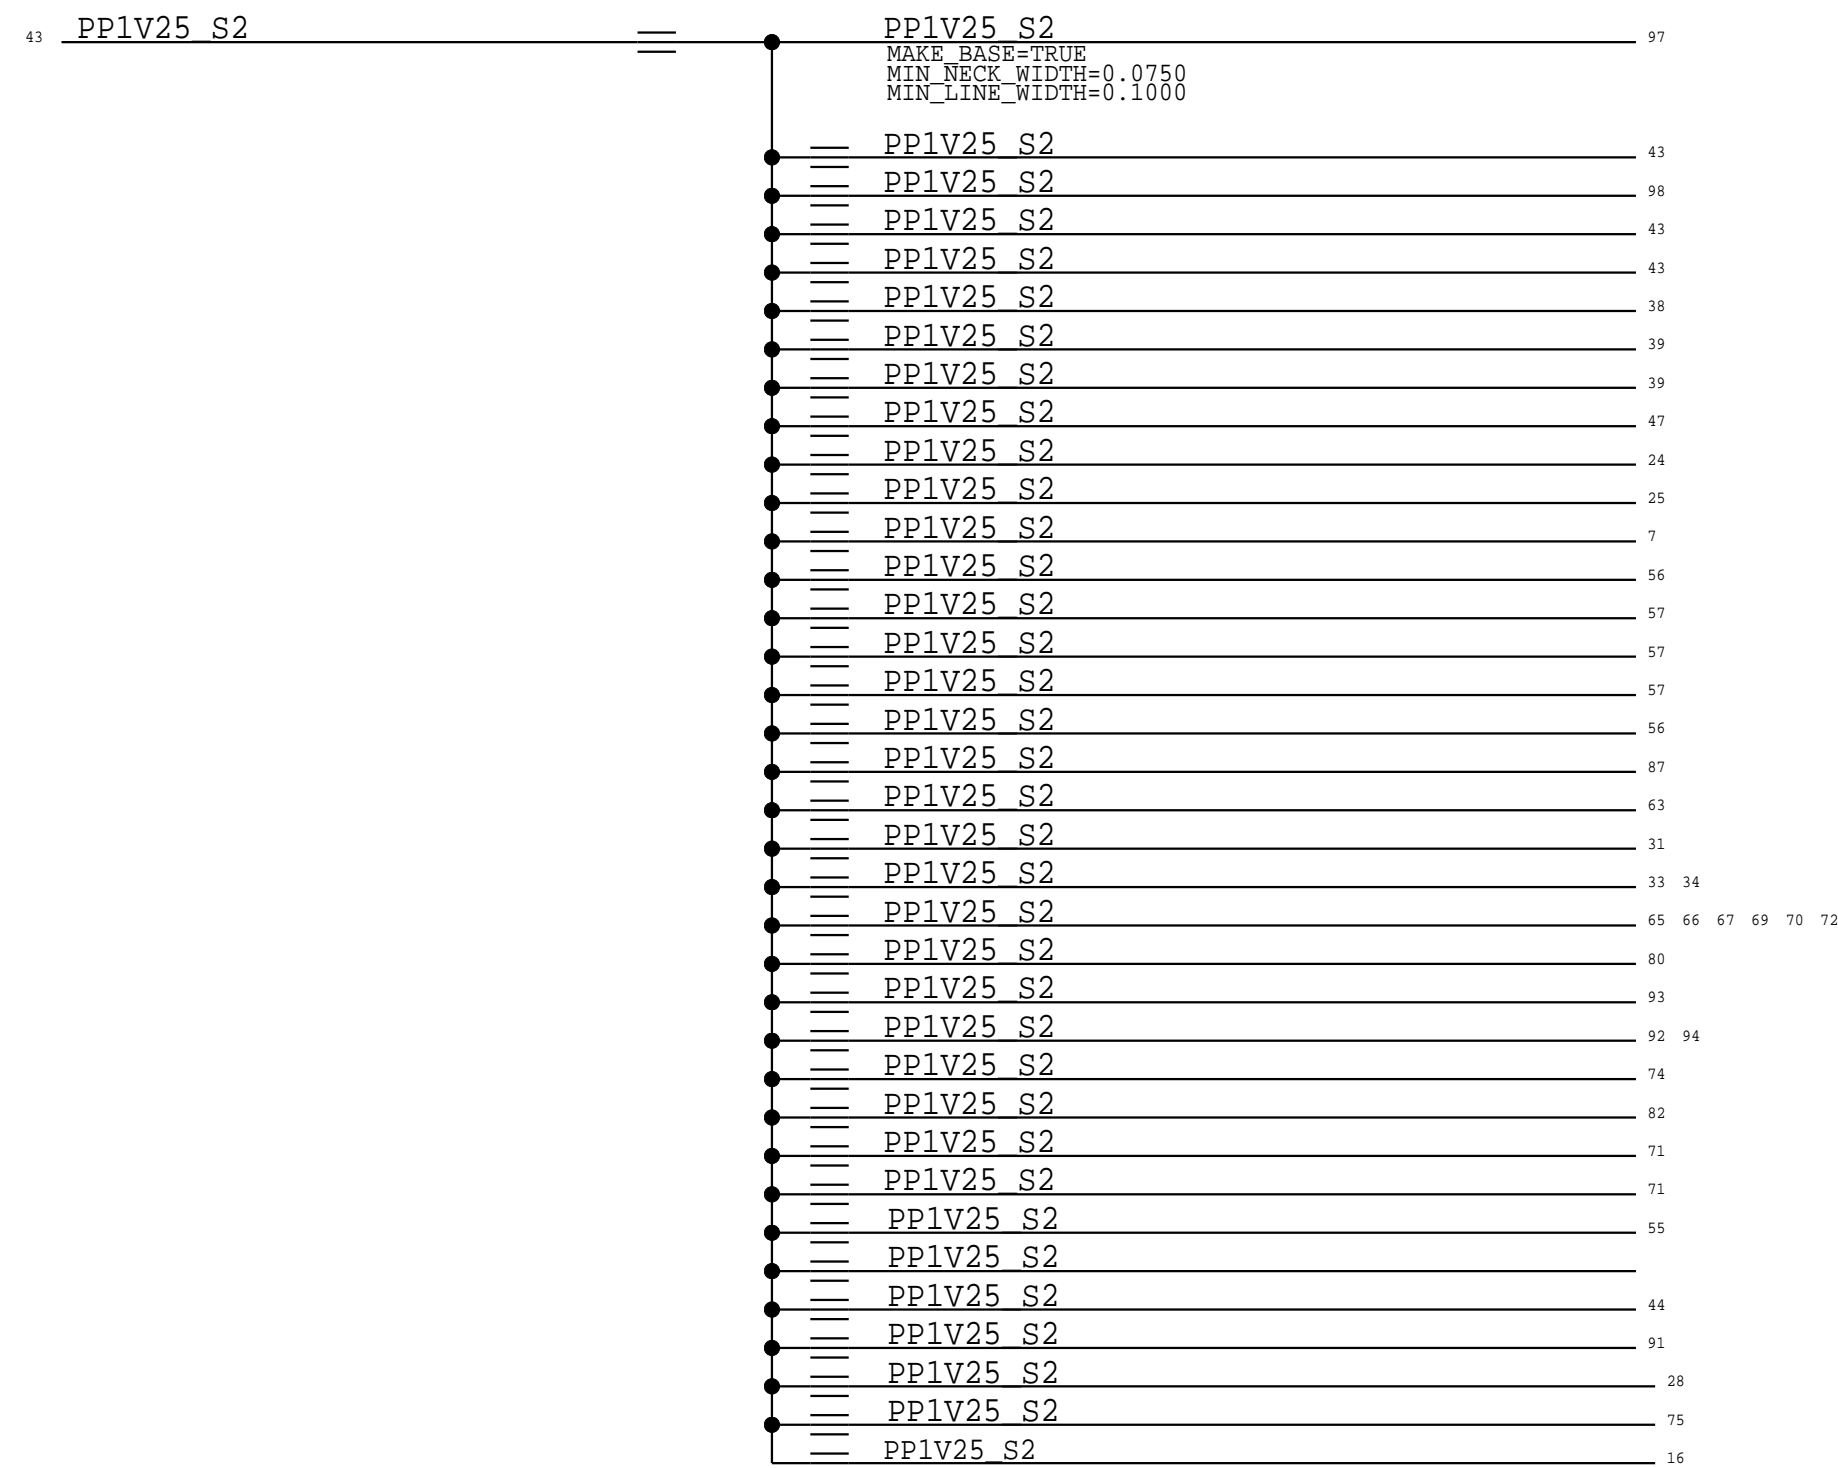 43 PP1V25_S2 PP1V25_S2 97
MAKE_BASE=TRUE
MIN_NECK_WIDTH=0.0750
MIN_LINE_WIDTH=0.1000
PP1V25_S2 43
PP1V25_S2 98
PP1V25_S2 43
PP1V25_S2 43
PP1V25_S2 38
PP1V25_S2 39
PP1V25_S2 39
PP1V25_S2 47
PP1V25_S2 24
PP1V25_S2 25
PP1V25_S2 7
PP1V25_S2 56
PP1V25_S2 57
PP1V25_S2 57
PP1V25_S2 57
PP1V25_S2 56
PP1V25_S2 87
PP1V25_S2 63
PP1V25_S2 31
PP1V25_S2 33 34
PP1V25_S2 65 66 67 69 70 72
PP1V25_S2 80
PP1V25_S2 93
PP1V25_S2 92 94
PP1V25_S2 74
PP1V25_S2 82
PP1V25_S2 71
PP1V25_S2 71
PP1V25_S2 55
PP1V25_S2
PP1V25_S2 44
PP1V25_S2 91
PP1V25_S2 28
PP1V25_S2 75
PP1V25_S2 16